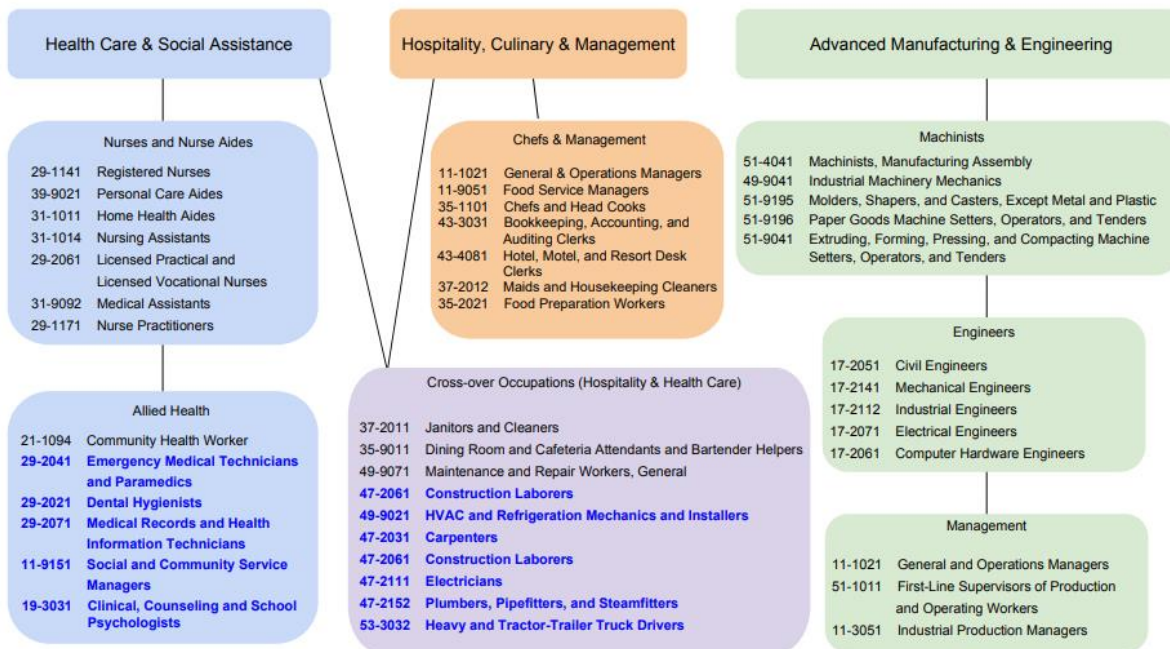 Health Care & Social Assistance
Nurses and Nurse Aides
29-1141 Registered Nurses
39-9021 Personal Care Aides
31-1011 Home Health Aides
31-1014 Nursing Assistants
29-2061 Licensed Practical and
Licensed Vocational Nurses
31-9092 Medical Assistants
29-1171 Nurse Practitioners
Allied Health
21-1094 Community Health Worker
29-2041 Emergency Medical Technicians
and Paramedics
29-2021 Dental Hygienists
29-2071 Medical Records and Health
Information Technicians
11-9151 Social and Community Service
Managers
19-3031 Clinical, Counseling and School
Psychologists
Hospitality, Culinary & Management
Chefs & Management
11-1021 General & Operations Managers
11-9051 Food Service Managers
35-1101 Chefs and Head Cooks
43-3031 Bookkeeping, Accounting, and
Auditing Clerks
43-4081 Hotel, Motel, and Resort Desk
Clerks
37-2012 Maids and Housekeeping Cleaners
35-2021 Food Preparation Workers
Cross-over Occupations (Hospitality & Health Care)
37-2011 Janitors and Cleaners
35-9011 Dining Room and Cafeteria Attendants and Bartender Helpers
49-9071 Maintenance and Repair Workers, General
47-2061 Construction Laborers
49-9021 HVAC and Refrigeration Mechanics and Installers
47-2031 Carpenters
47-2061 Construction Laborers
47-2111 Electricians
47-2152 Plumbers, Pipefitters, and Steamfitters
53-3032 Heavy and Tractor-Trailer Truck Drivers
Advanced Manufacturing & Engineering
Machinists
51-4041 Machinists, Manufacturing Assembly
49-9041 Industrial Machinery Mechanics
51-9195 Molders, Shapers, and Casters, Except Metal and Plastic
51-9196 Paper Goods Machine Setters, Operators, and Tenders
51-9041 Extruding, Forming, Pressing, and Compacting Machine
Setters, Operators, and Tenders
Engineers
17-2051 Civil Engineers
17-2141 Mechanical Engineers
17-2112 Industrial Engineers
17-2071 Electrical Engineers
17-2061 Computer Hardware Engineers
Management
11-1021 General and Operations Managers
51-1011 First-Line Supervisors of Production
and Operating Workers
11-3051 Industrial Production Managers